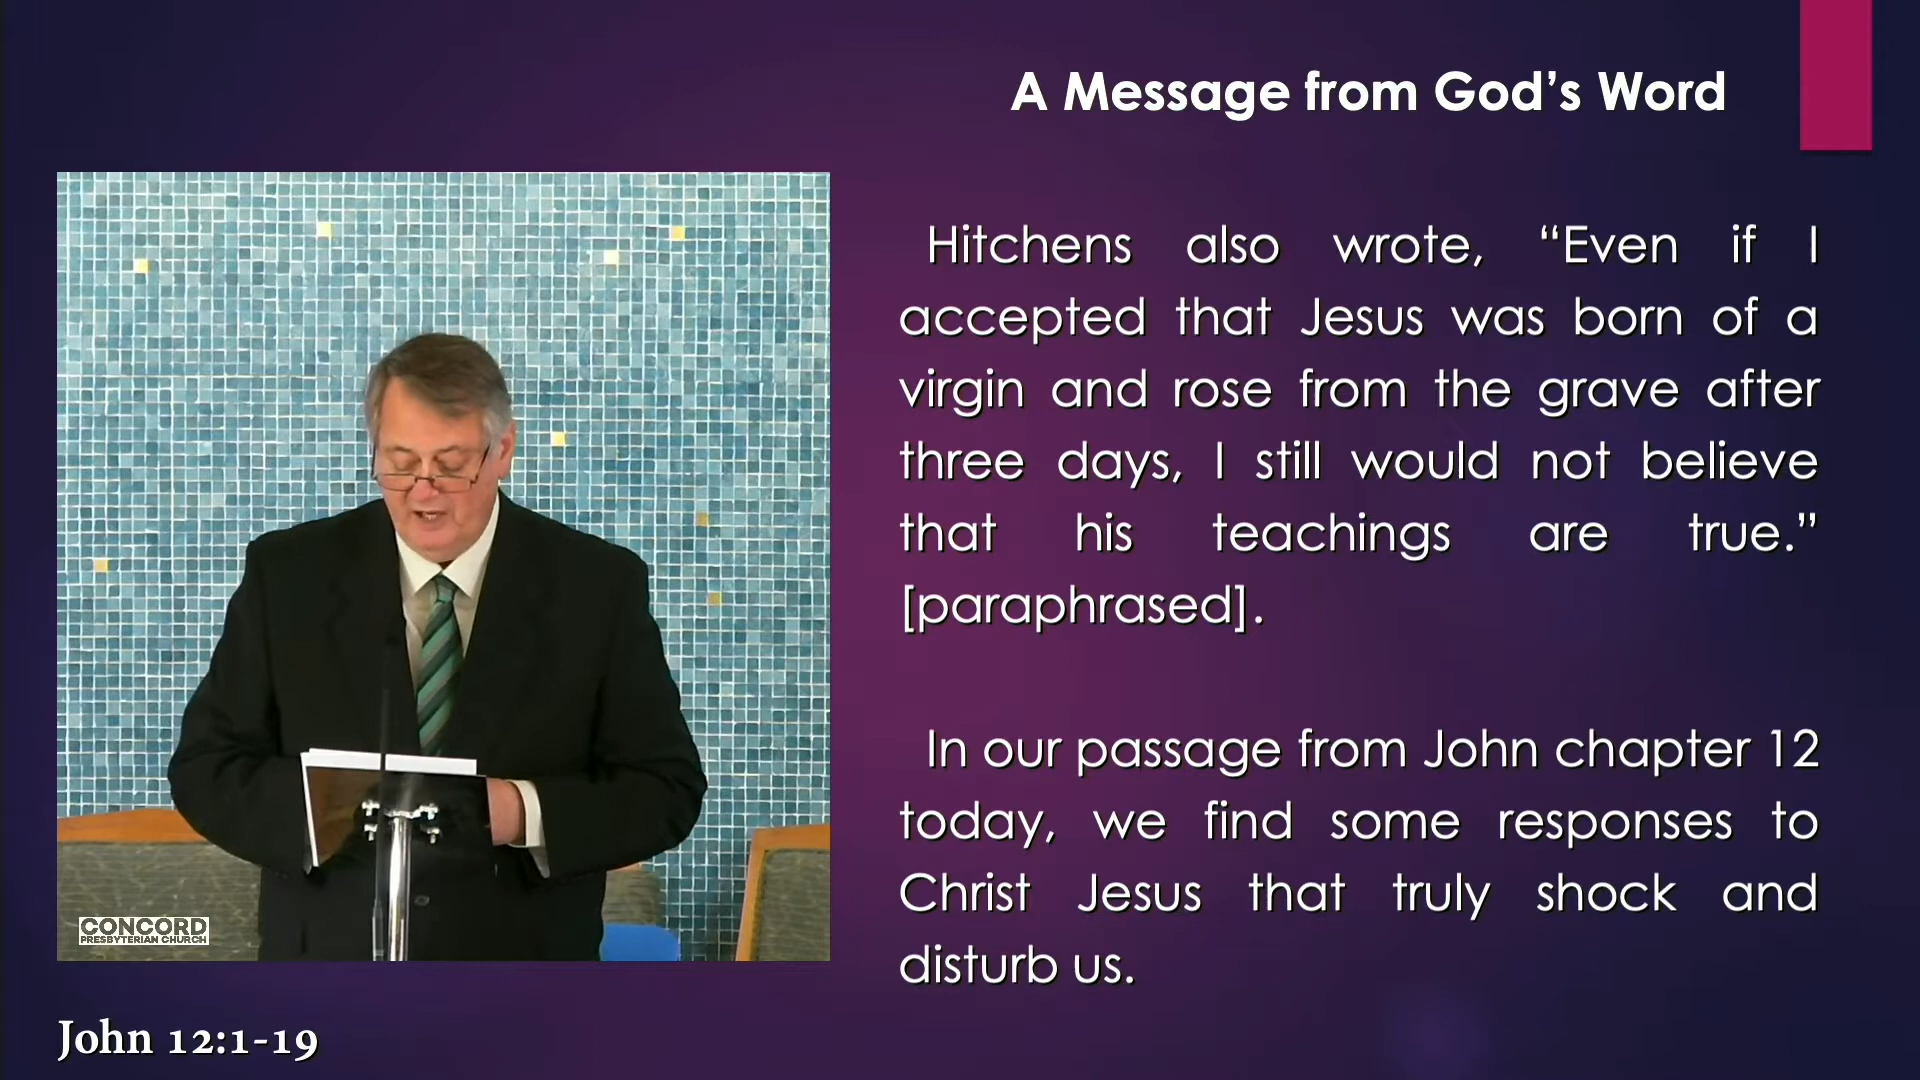 A Message from God’s Word
Hitchens also wrote, “Even if I
accepted that Jesus was born of a
virgin and rose from the grave after
three days, I still would not believe
that his teachings are true.”
[paraphrased].
In our passage from John chapter 12
today, we find some responses to
Christ Jesus that truly shock and
disturb us.
CONCORD
PRESBYTERIAN CHURCH
John 12:1-19